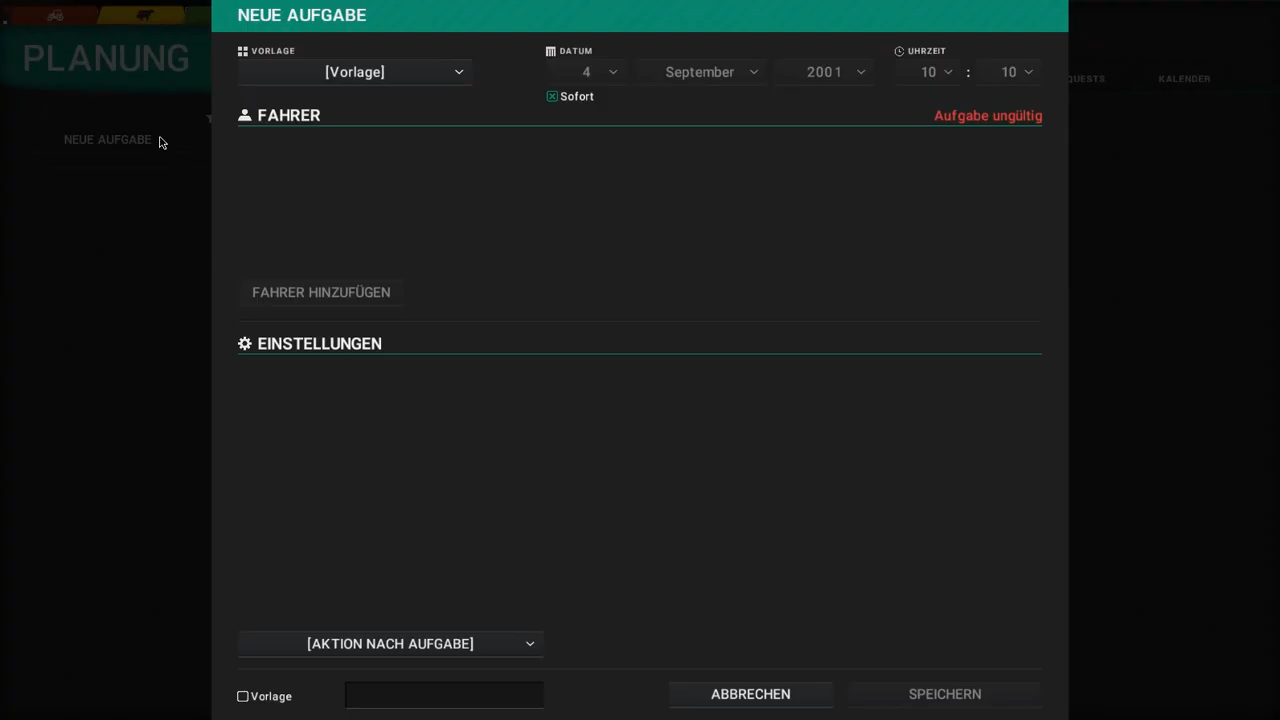 NEUE AUFGABE
PLANUNG
VORLAGE
DATUM
UHRZEIT
[Vorlage]
4
September
2001
10 : 10
QUESTS
KALENDER
Sofort
FAHRER
Aufgabe ungültig
NEUE AUFGABE
FAHRER HINZUFÜGEN
EINSTELLUNGEN
[AKTION NACH AUFGABE]
Vorlage
ABBRECHEN
SPEICHERN